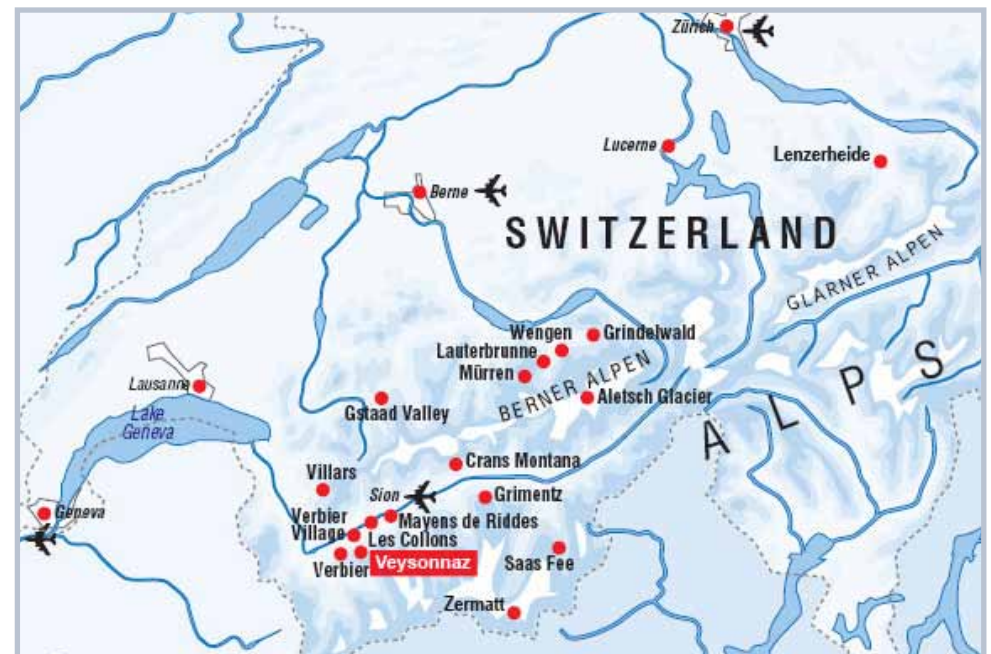 Zürich
Lucerne
Lenzerheide
Berne
SWITZERLAND
GLARNER ALPEN
Wengen
Grindelwald
Lauterbrunne
Mürren
BERNER ALPEN
Aletsch Glacier
ALPS
Lausanne
Lake
Geneva
Gstaad Valley
Crans Montana
Villars
Sion
Grimentz
Geneva
Verbier
Village
Mayens de Riddes
Les Collons
Verbier
Veysonnaz
Saas Fee
Zermatt